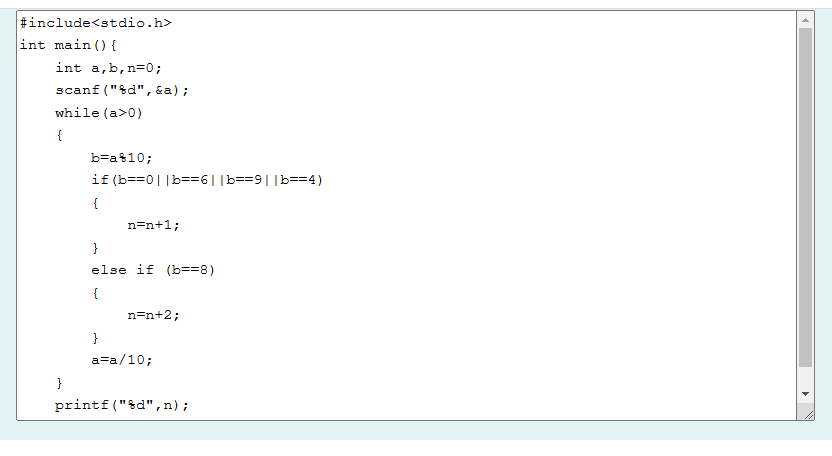 #include<stdio.h>
int main(){
    int a,b,n=0;
    scanf("%d",&a);
    while(a>0)
    {
        b=a%10;
        if(b==0||b==6||b==9||b==4)
        {
            n=n+1;
        }
        else if (b==8)
        {
            n=n+2;
        }
        a=a/10;
    }
    printf("%d",n);